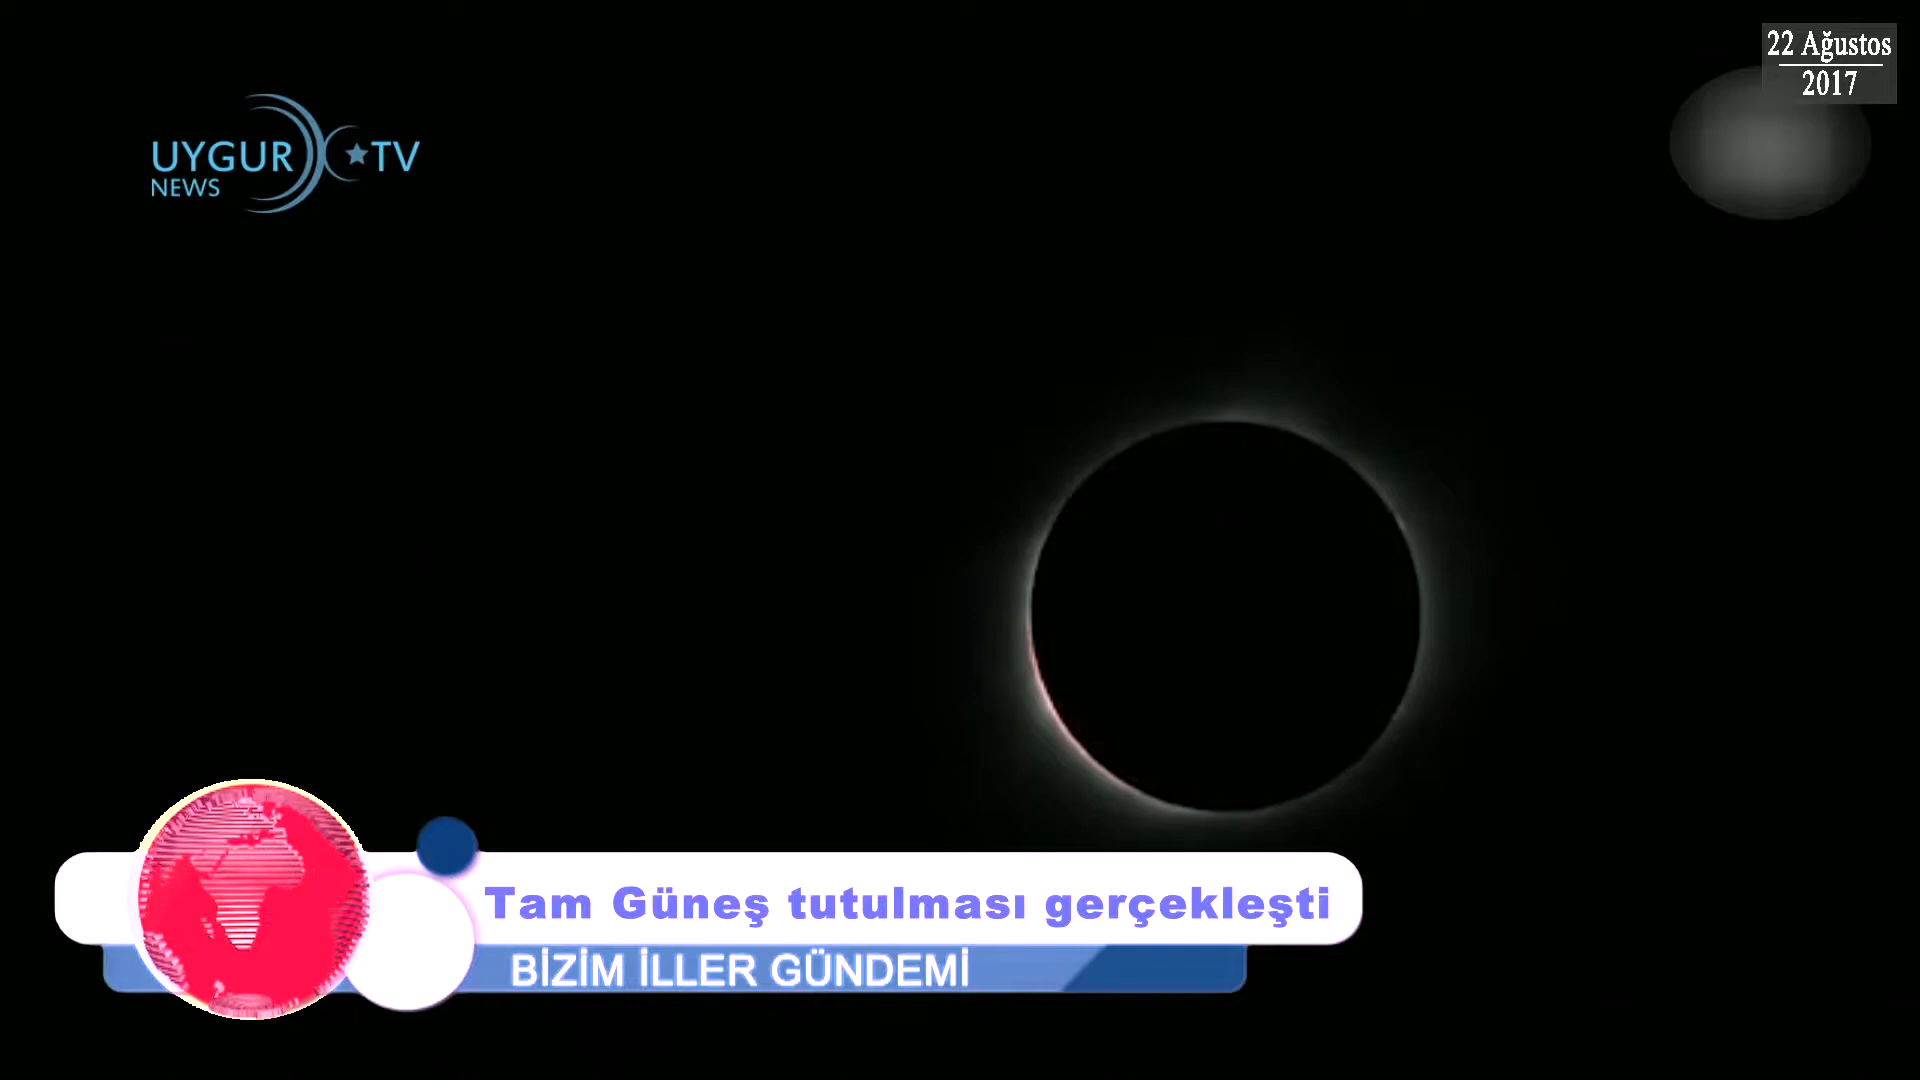 22 Ağustos
2017
UYGUR TV
NEWS
Tam Güneş tutulması gerçekleşti
BİZİM İLLER GÜNDEMİ